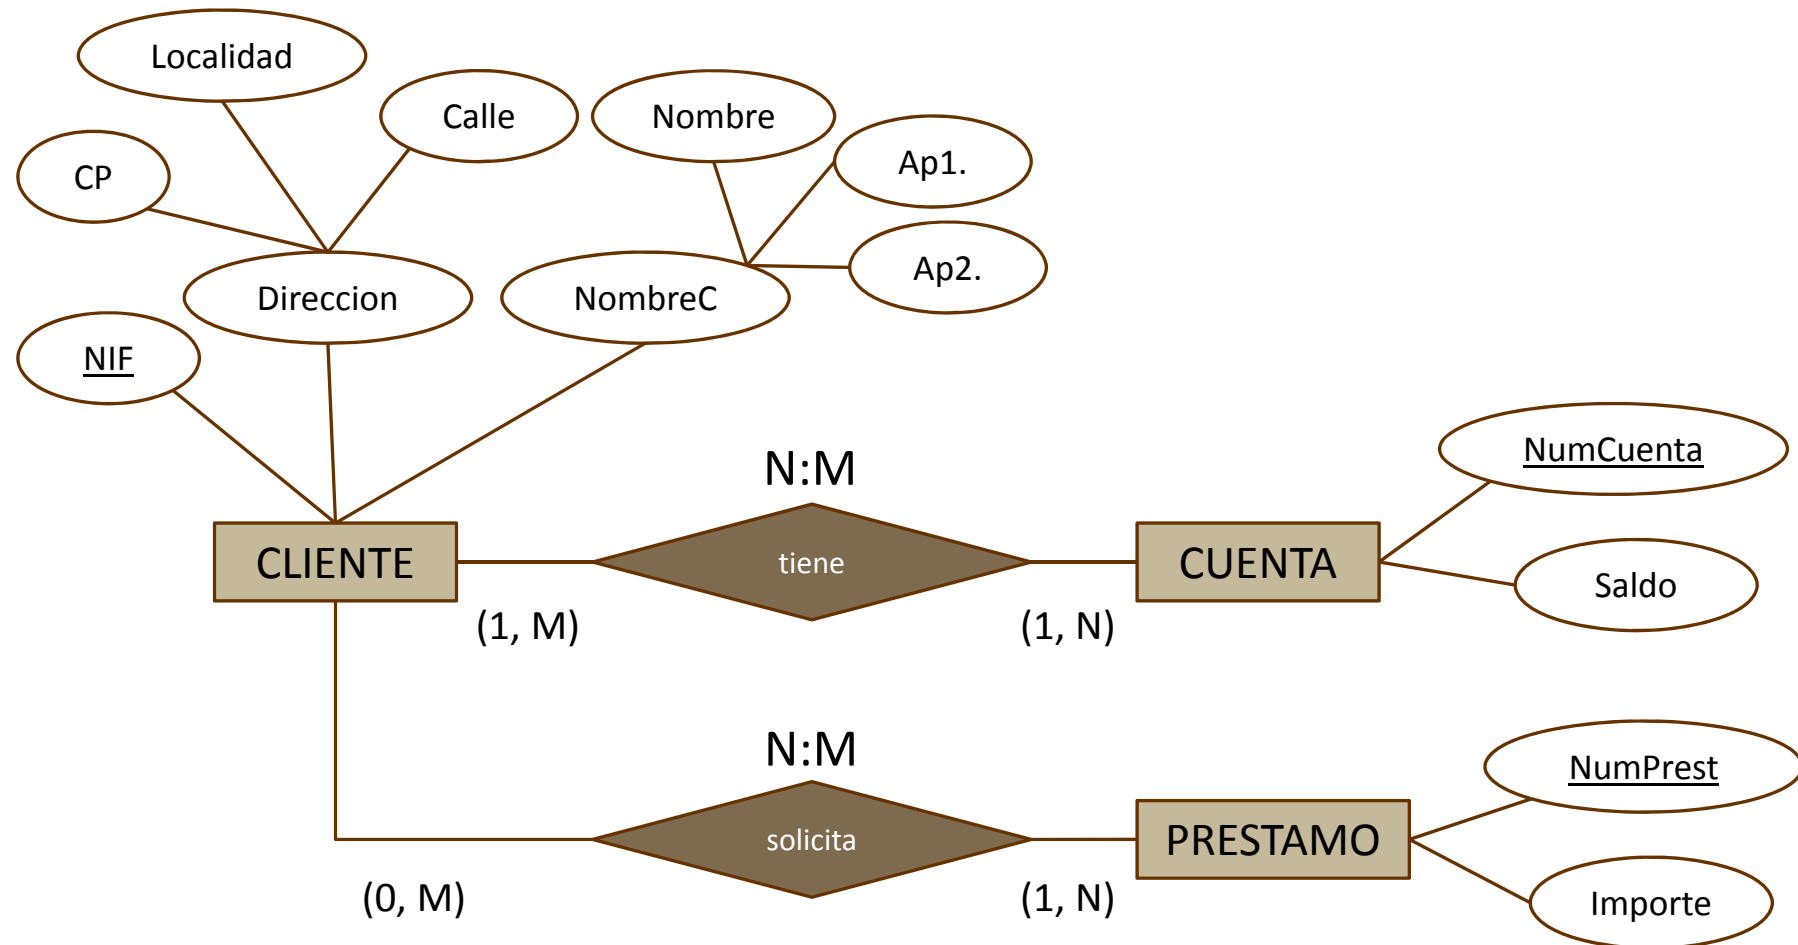 Localidad
Calle
Nombre
Ap1.
CP
Ap2.
Direccion
NombreC
NIF
N:M
NumCuenta
CLIENTE
tiene
CUENTA
Saldo
(1, M)
(1, N)
N:M
NumPrest
solicita
PRESTAMO
(0, M)
(1, N)
Importe